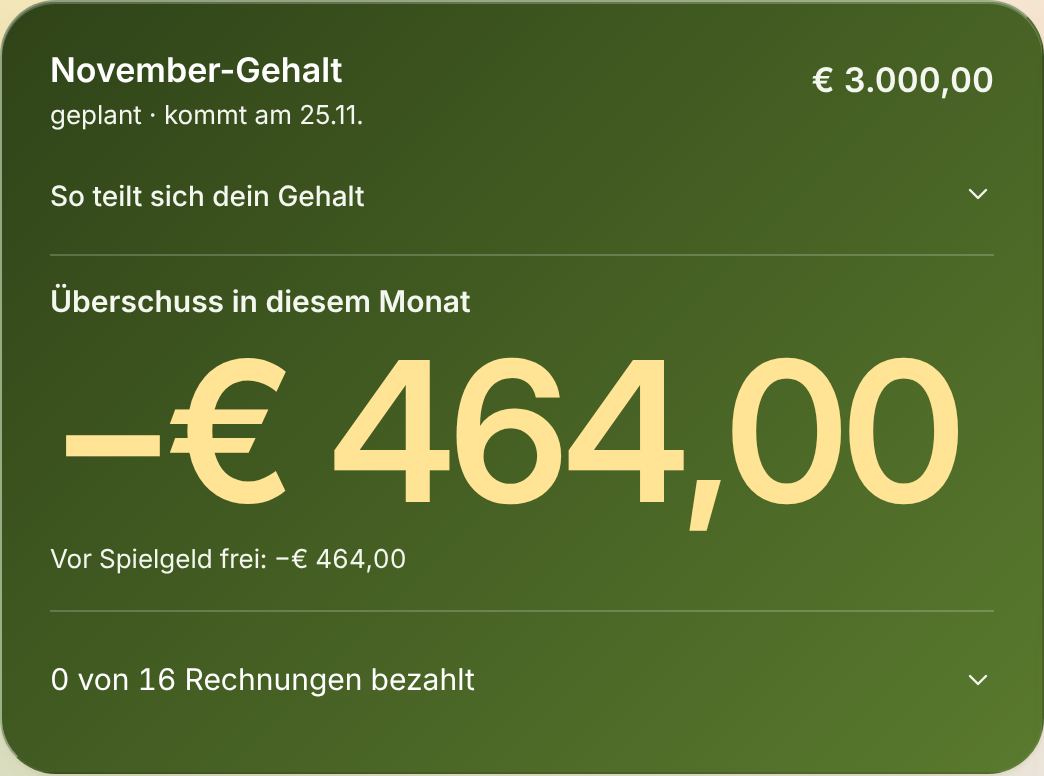 November-Gehalt
€ 3.000,00
geplant · kommt am 25.11.
So teilt sich dein Gehalt
Überschuss in diesem Monat
–€ 464,00
Vor Spielgeld frei: –€ 464,00
0 von 16 Rechnungen bezahlt